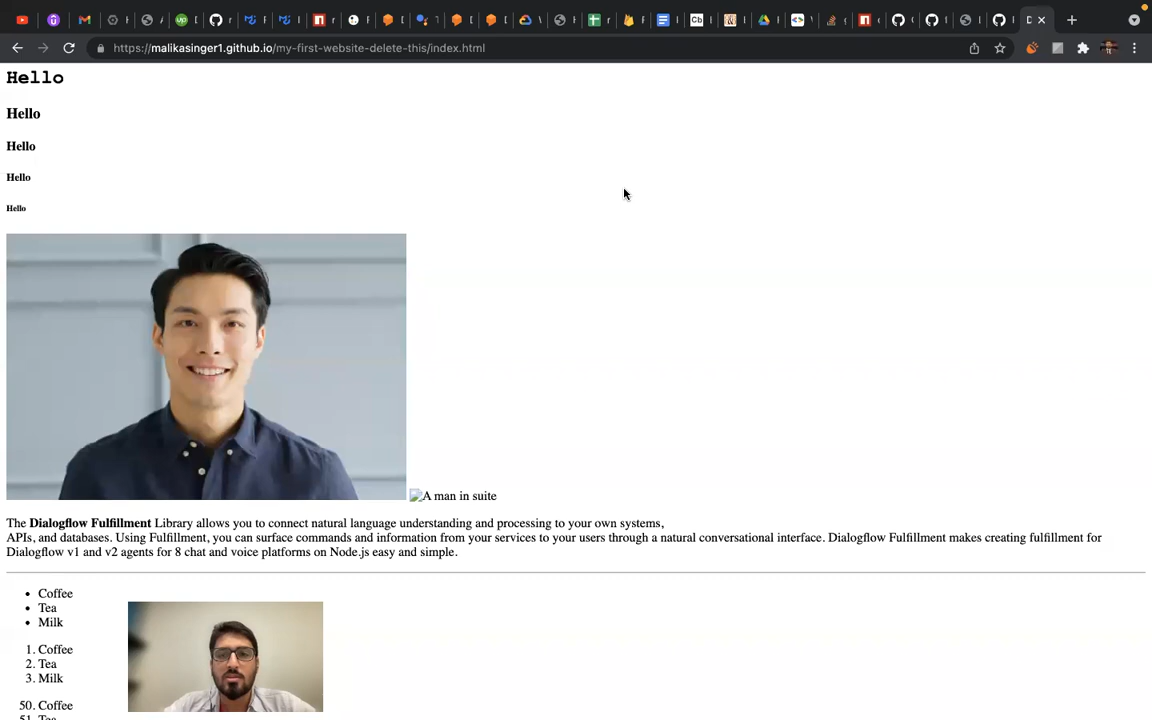 https://malikasinger1.github.io/my-first-website-delete-this/index.html
Hello
Hello
Hello
Hello
Hello
A man in suite
The Dialogflow Fulfillment Library allows you to connect natural language understanding and processing to your own systems,
APIs, and databases. Using Fulfillment, you can surface commands and information from your services to your users through a natural conversational interface. Dialogflow Fulfillment makes creating fulfillment for
Dialogflow v1 and v2 agents for 8 chat and voice platforms on Node.js easy and simple.
• Coffee
• Tea
• Milk
1. Coffee
2. Tea
3. Milk
50. Coffee
51. Tea